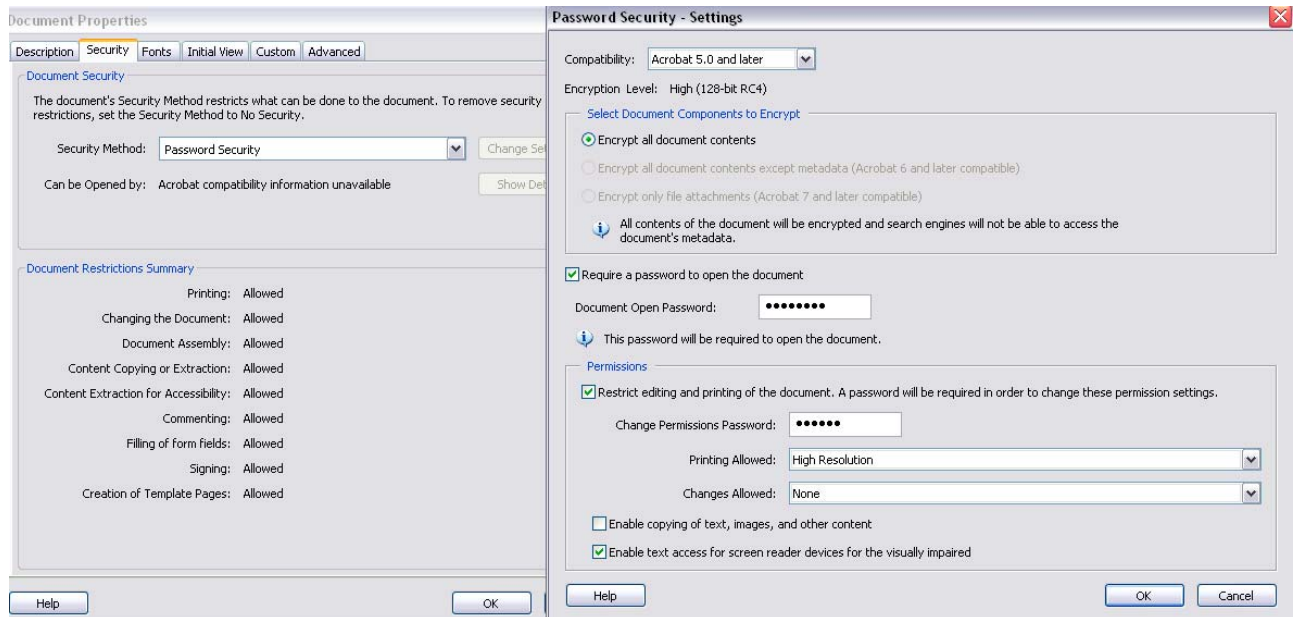 Document Properties
Description Security Fonts Initial View Custom Advanced
Document Security
The document's Security Method restricts what can be done to the document. To remove security
restrictions, set the Security Method to No Security.
Security Method: Password Security
Change Set
Can be Opened by: Acrobat compatibility information unavailable
Show Det
Document Restrictions Summary
Printing: Allowed
Changing the Document: Allowed
Document Assembly: Allowed
Content Copying or Extraction: Allowed
Content Extraction for Accessibility: Allowed
Commenting: Allowed
Filling of form fields: Allowed
Signing: Allowed
Creation of Template Pages: Allowed
Help OK
Password Security - Settings
Compatibility: Acrobat 5.0 and later
Encryption Level: High (128-bit RC4)
Select Document Components to Encrypt
Encrypt all document contents
Encrypt all document contents except metadata (Acrobat 6 and later compatible)
Encrypt only file attachments (Acrobat 7 and later compatible)
All contents of the document will be encrypted and search engines will not be able to access the
document's metadata.
Require a password to open the document
Document Open Password: ••••••••
This password will be required to open the document.
Permissions
Restrict editing and printing of the document. A password will be required in order to change these permission settings.
Change Permissions Password: ••••••
Printing Allowed: High Resolution
Changes Allowed: None
Enable copying of text, images, and other content
Enable text access for screen reader devices for the visually impaired
Help OK Cancel